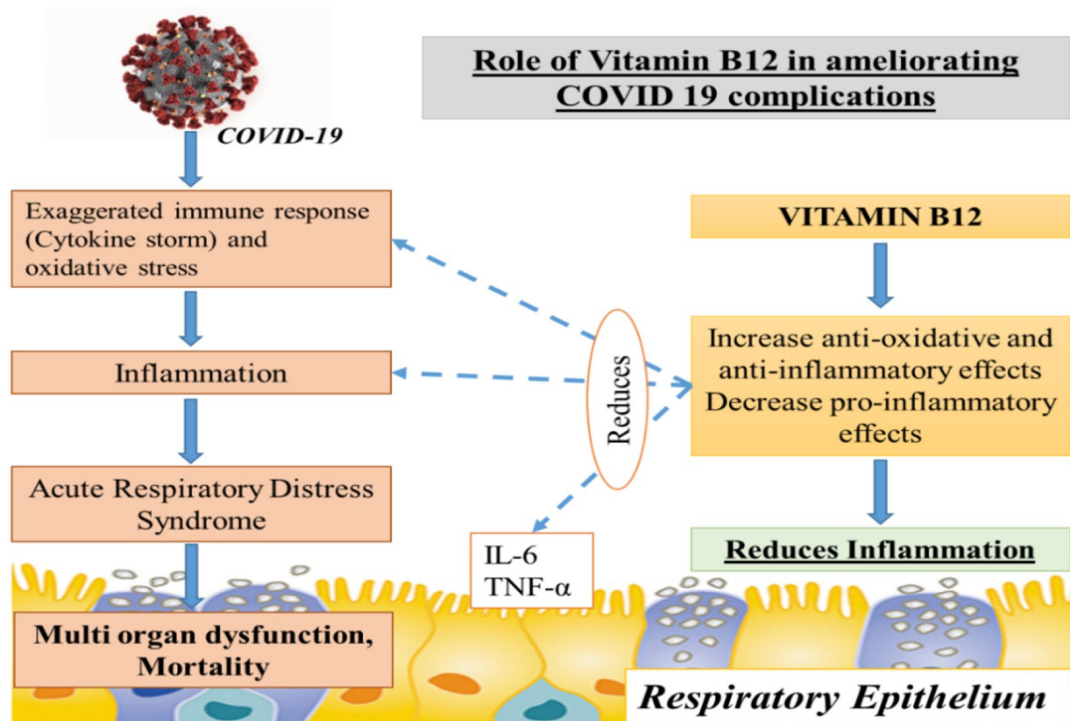 Role of Vitamin B12 in ameliorating
COVID 19 complications
COVID-19
Exaggerated immune response
(Cytokine storm) and
oxidative stress
Inflammation
Acute Respiratory Distress
Syndrome
Multi organ dysfunction,
Mortality
Reduces
IL-6
TNF-α
VITAMIN B12
Increase anti-oxidative and
anti-inflammatory effects
Decrease pro-inflammatory
effects
Reduces Inflammation
Respiratory Epithelium